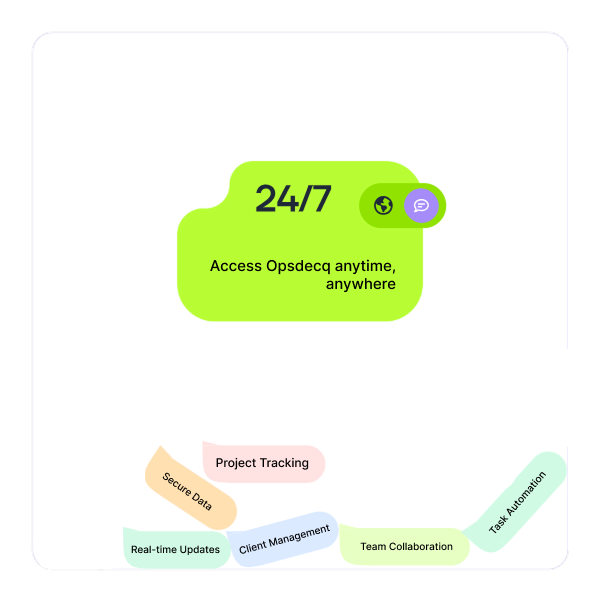 24/7
Access Opsdecq anytime,
anywhere
Project Tracking
Secure Data
Task Automation
Real-time Updates
Client Management
Team Collaboration